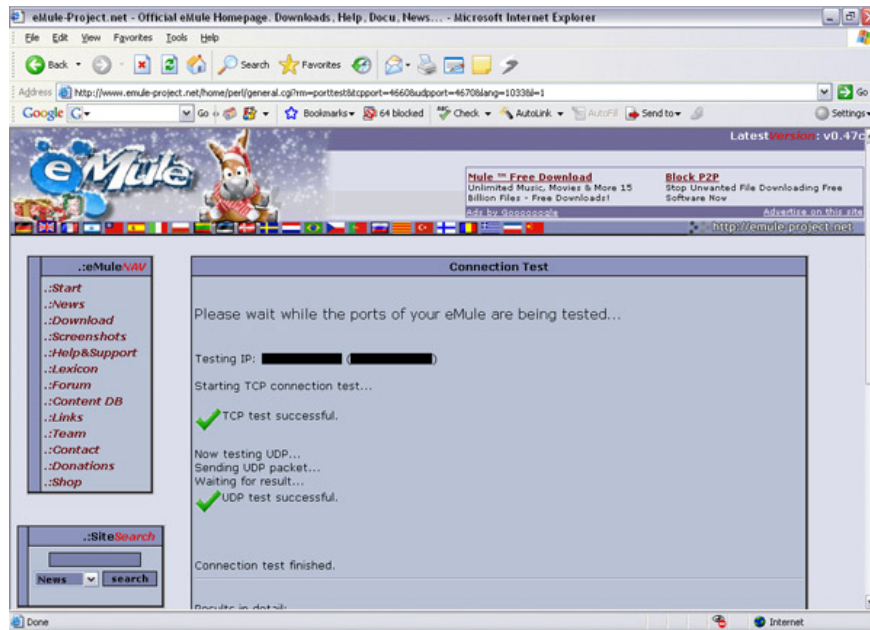 eMule-Project.net - Official eMule Homepage. Downloads, Help, Docu, News... - Microsoft Internet Explorer
File Edit View Favorites Tools Help
Back Search Favorites
Address http://www.emule-project.net/home/perl/general.cgi?rm=porttest&tcpport=4660&udpport=4670&lang=1033&l=1 Go
Google G Go Bookmarks 64 blocked Check AutoLink AutoFill Send to Settings
Latest Version: v0.47c
eMule
Mule ™ Free Download
Unlimited Music, Movies & More 15
Billion Files - Free Downloads!
Block P2P
Stop Unwanted File Downloading Free
Software Now
Ads by Goooooogle Advertise on this site
http://emule-project.net
.:eMuleNAV
.:Start
.:News
.:Download
.:Screenshots
.:Help&Support
.:Lexicon
.:Forum
.:Content DB
.:Links
.:Team
.:Contact
.:Donations
.:Shop
.:SiteSearch
News search
Connection Test
Please wait while the ports of your eMule are being tested...
Testing IP: ( )
Starting TCP connection test...
TCP test successful.
Now testing UDP...
Sending UDP packet...
Waiting for result...
UDP test successful.
Connection test finished.
Results in detail:
Done Internet